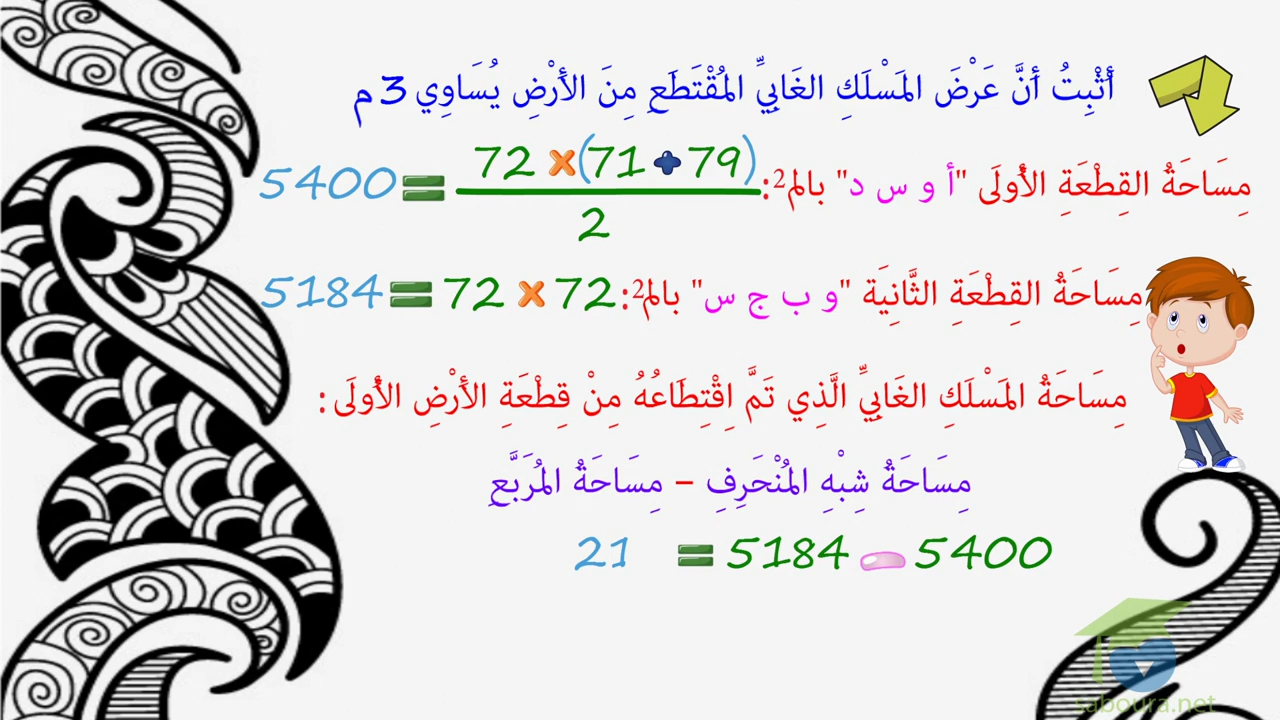 أُثْبِتُ أَنَّ عَرْضَ المَسْلَكِ الغَابِيِّ المُقْتَطَعِ مِنَ الأَرْضِ يُسَاوِي 3 م
مِسَاحَةُ القِطْعَةِ الأُولَى "أ و س د" بالم2: 72 × (71 + 79) / 2 = 5400
مِسَاحَةُ القِطْعَةِ الثَّانِيَة "و ب ج س" بالم2: 72 × 72 = 5184
مِسَاحَةُ المَسْلَكِ الغَابِيِّ الَّذِي تَمَّ اِقْتِطَاعُهُ مِنْ قِطْعَةِ الأَرْضِ الأُولَى:
مِسَاحَةُ شِبْهِ المُنْحَرِفِ – مِسَاحَةُ المُرَبَّعِ
5400 - 5184 = 21
saboura.net